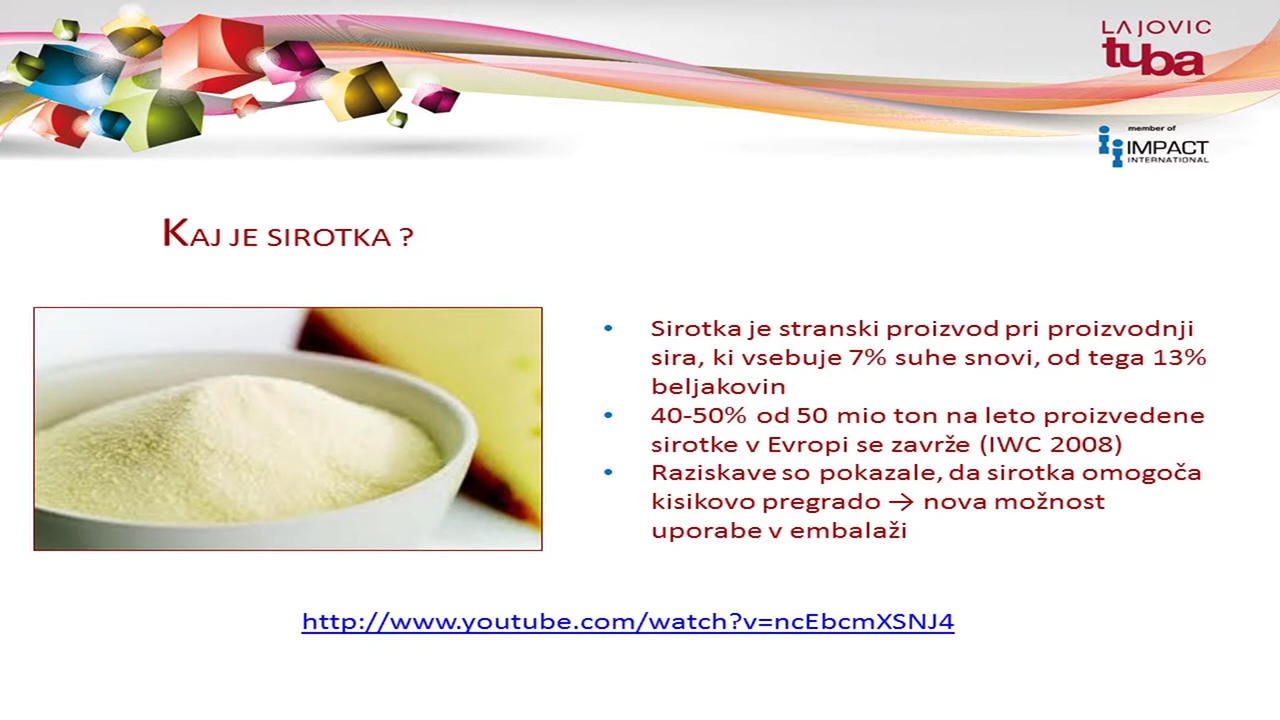 LAJOVIC
tuba
member of
IMPACT
INTERNATIONAL
KAJ JE SIROTKA ?
• Sirotka je stranski proizvod pri proizvodnji
sira, ki vsebuje 7% suhe snovi, od tega 13%
beljakovin
• 40-50% od 50 mio ton na leto proizvedene
sirotke v Evropi se zavrže (IWC 2008)
• Raziskave so pokazale, da sirotka omogoča
kisikovo pregrado → nova možnost
uporabe v embalaži
http://www.youtube.com/watch?v=ncEbcmXSNJ4